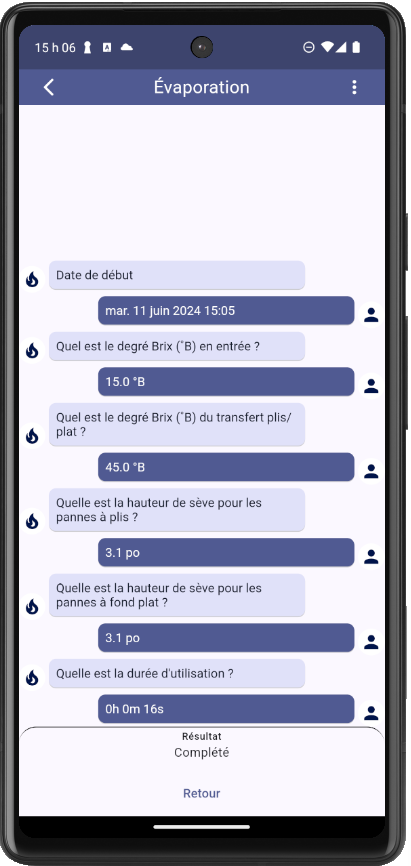 15 h 06
Évaporation
Date de début
mar. 11 juin 2024 15:05
Quel est le degré Brix (°B) en entrée ?
15.0 °B
Quel est le degré Brix (°B) du transfert plis/
plat ?
45.0 °B
Quelle est la hauteur de sève pour les
pannes à plis ?
3.1 po
Quelle est la hauteur de sève pour les
pannes à fond plat ?
3.1 po
Quelle est la durée d'utilisation ?
0h 0m 16s
Résultat
Complété
Retour